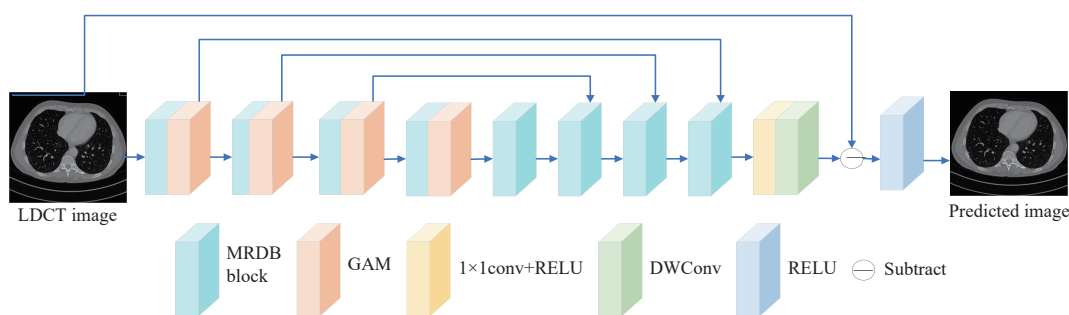 LDCT image
Predicted image
MRDB
block
GAM
1×1conv+RELU
DWConv
RELU
Subtract